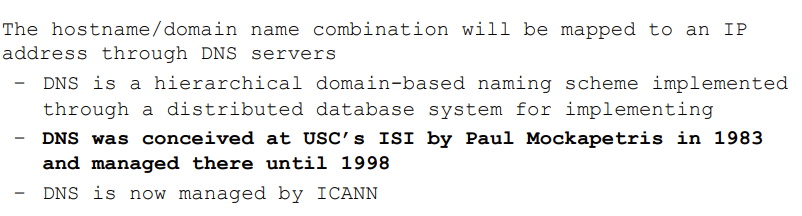 The hostname/domain name combination will be mapped to an IP
address through DNS servers
– DNS is a hierarchical domain-based naming scheme implemented
through a distributed database system for implementing
– DNS was conceived at USC's ISI by Paul Mockapetris in 1983
and managed there until 1998
– DNS is now managed by ICANN